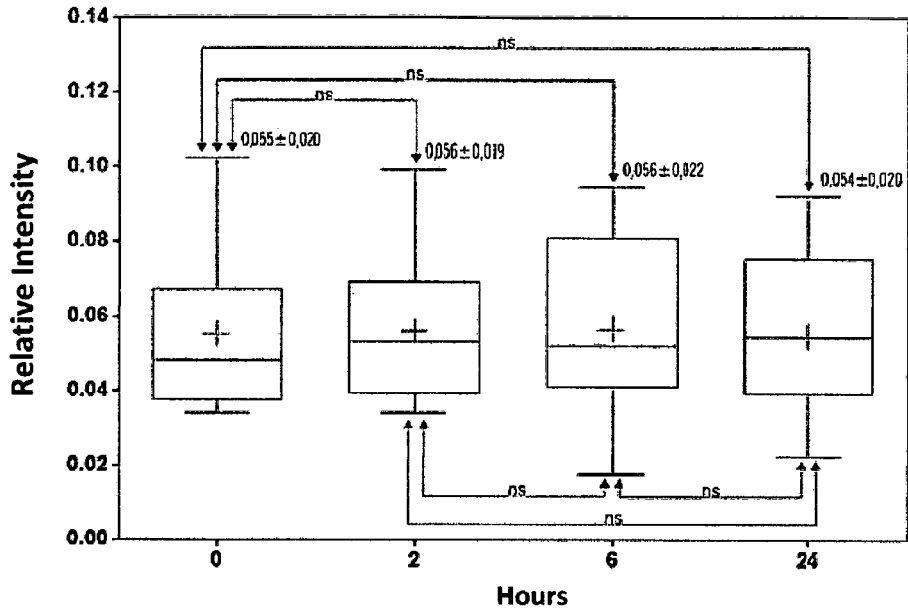 0.14
0.12
0.10
0.08
0.06
0.04
0.02
0.00
Relative Intensity
ns
ns
ns
0,055±0,020
0,056±0,019
0,056±0,022
0,054±0,020
ns
ns
ns
0
2
6
24
Hours